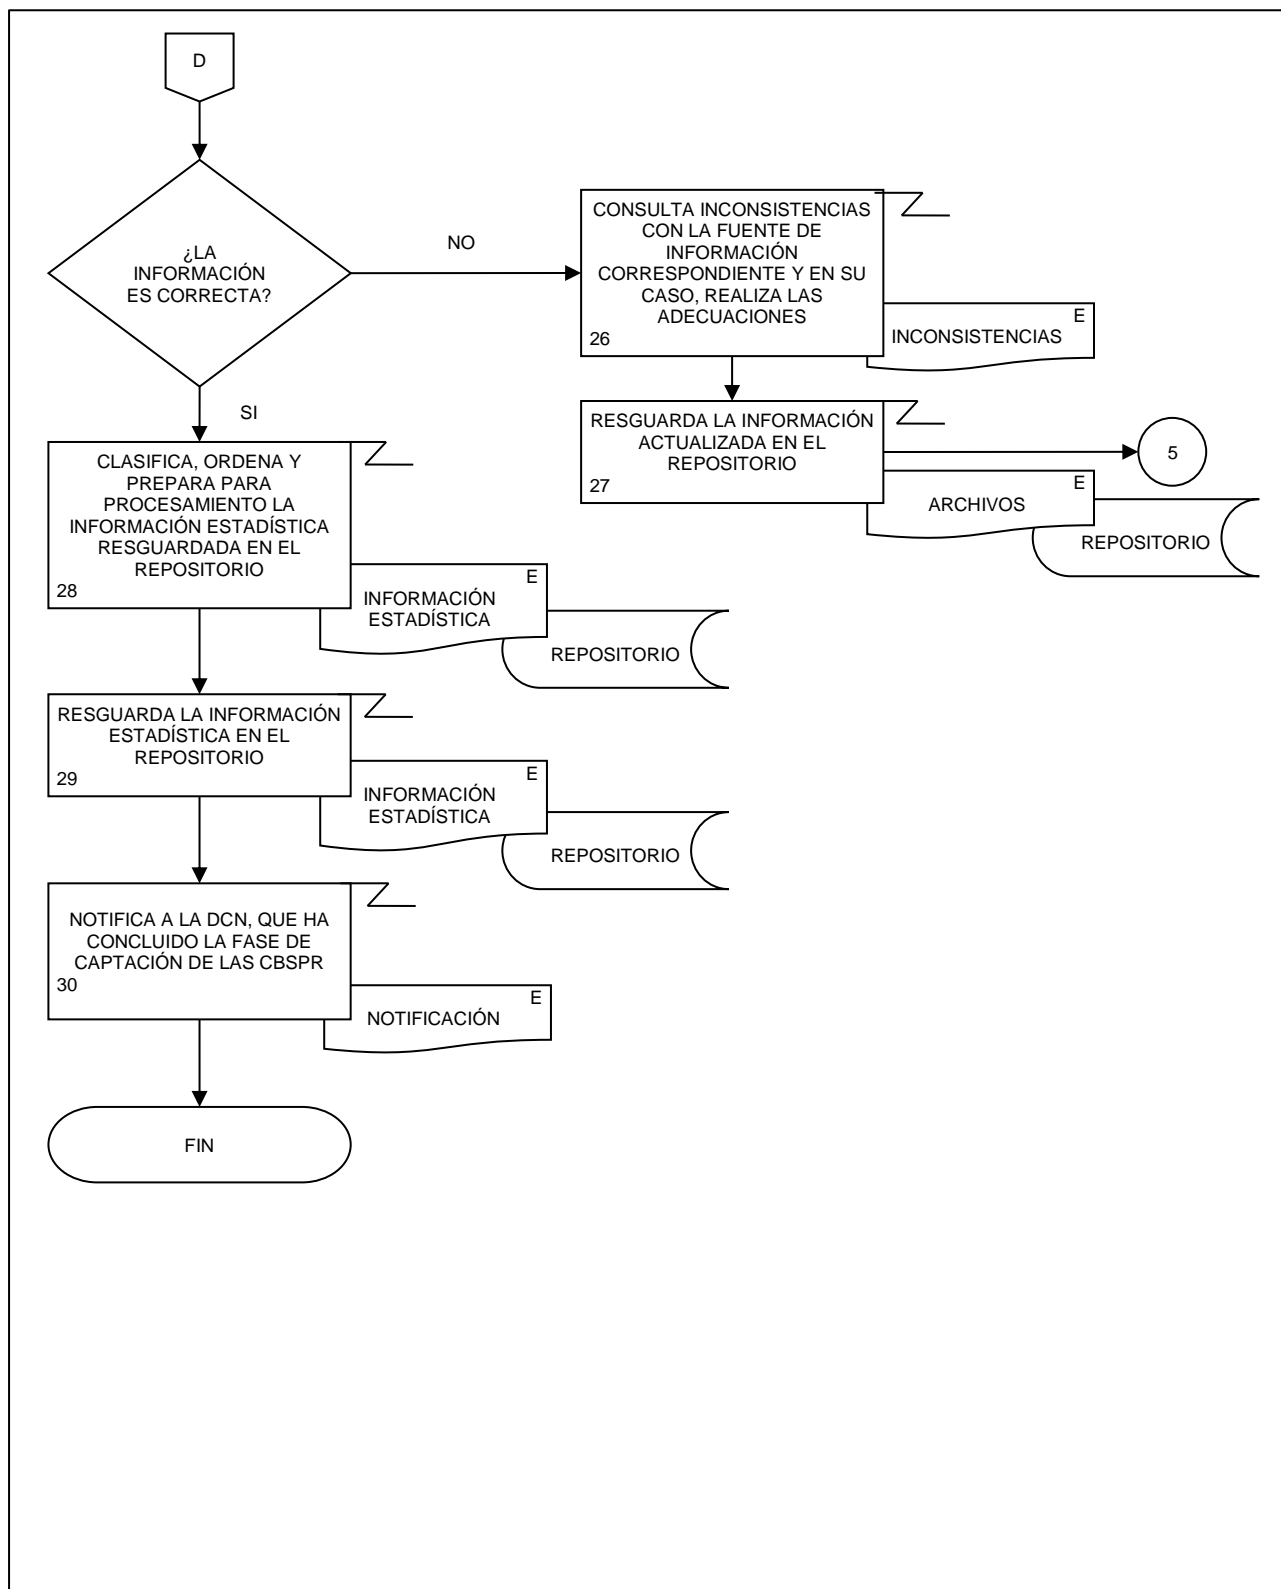 D
¿LA
INFORMACIÓN
ES CORRECTA?
NO
SI
CONSULTA INCONSISTENCIAS
CON LA FUENTE DE
INFORMACIÓN
CORRESPONDIENTE Y EN SU
CASO, REALIZA LAS
ADECUACIONES
26
E
INCONSISTENCIAS
RESGUARDA LA INFORMACIÓN
ACTUALIZADA EN EL
REPOSITORIO
27
5
E
ARCHIVOS
REPOSITORIO
CLASIFICA, ORDENA Y
PREPARA PARA
PROCESAMIENTO LA
INFORMACIÓN ESTADÍSTICA
RESGUARDADA EN EL
REPOSITORIO
28
E
INFORMACIÓN
ESTADÍSTICA
REPOSITORIO
RESGUARDA LA INFORMACIÓN
ESTADÍSTICA EN EL
REPOSITORIO
29
E
INFORMACIÓN
ESTADÍSTICA
REPOSITORIO
NOTIFICA A LA DCN, QUE HA
CONCLUIDO LA FASE DE
CAPTACIÓN DE LAS CBSPR
30
E
NOTIFICACIÓN
FIN